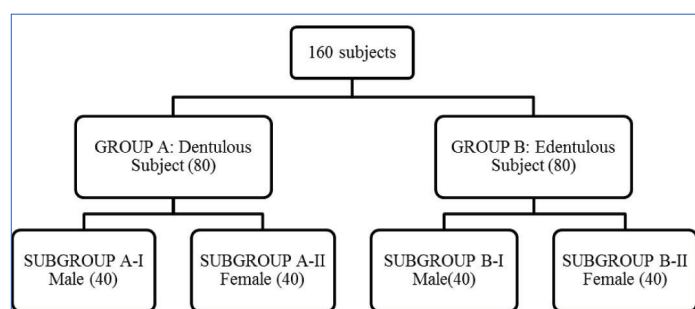 160 subjects
GROUP A: Dentulous
Subject (80)
GROUP B: Edentulous
Subject (80)
SUBGROUP A-I
Male (40)
SUBGROUP A-II
Female (40)
SUBGROUP B-I
Male(40)
SUBGROUP B-II
Female (40)